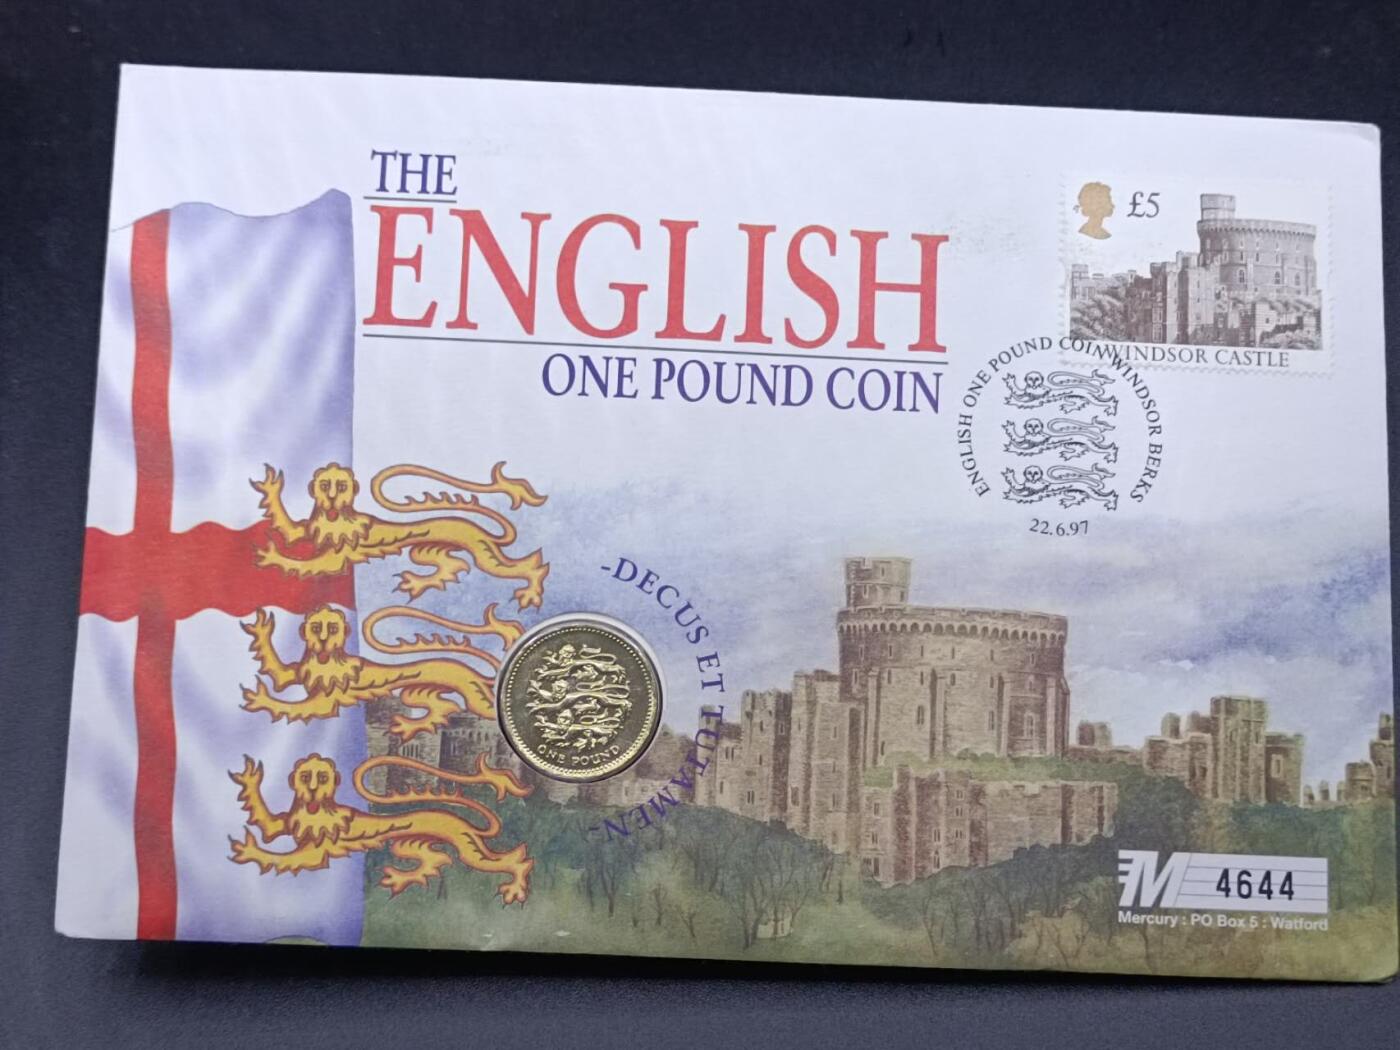 THE
ENGLISH
ONE POUND COIN
£5
WINDSOR CASTLE
ENGLISH ONE POUND COIN WINDSOR BERKS
22.6.97
-DECUS ET TUTAMEN-
ONE POUND
M 4644
Mercury : PO Box 5 : Watford